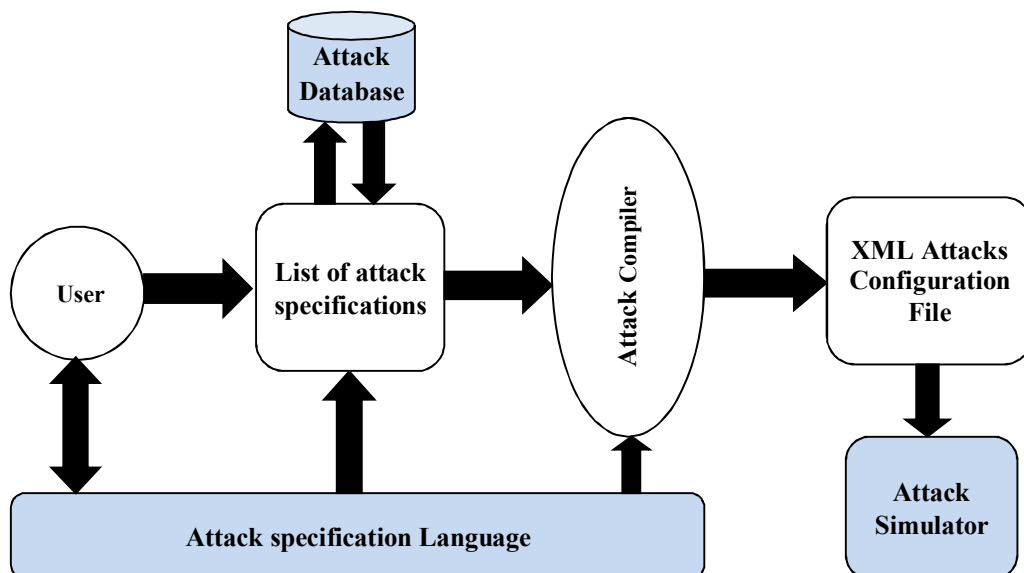 Attack
Database
User
List of attack
specifications
Attack Compiler
XML Attacks
Configuration
File
Attack specification Language
Attack
Simulator